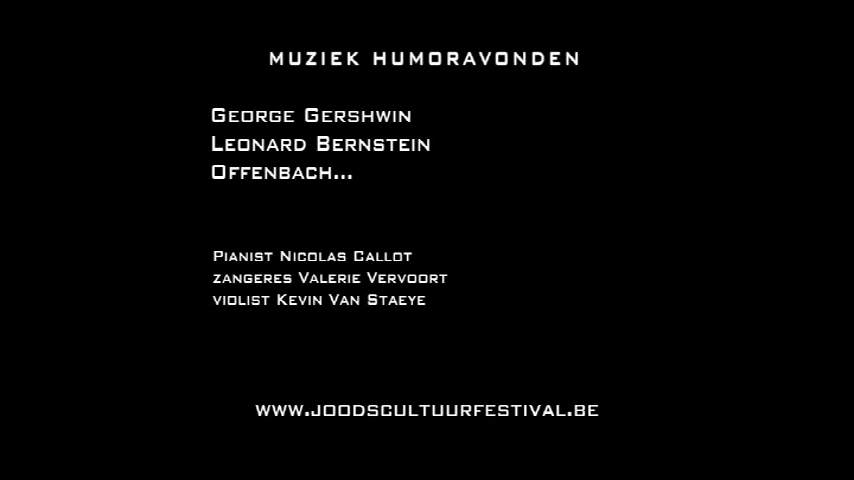 MUZIEK HUMORAVONDEN
GEORGE GERSHWIN
LEONARD BERNSTEIN
OFFENBACH...
PIANIST NICOLAS CALLOT
ZANGERES VALERIE VERVOORT
VIOLIST KEVIN VAN STAEYE
WWW.JOODSCULTUURFESTIVAL.BE